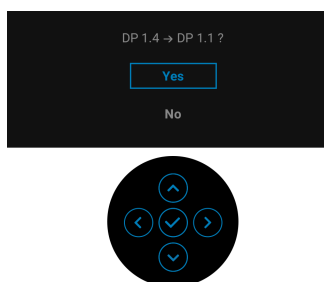 DP 1.4 → DP 1.1 ?
Yes
No